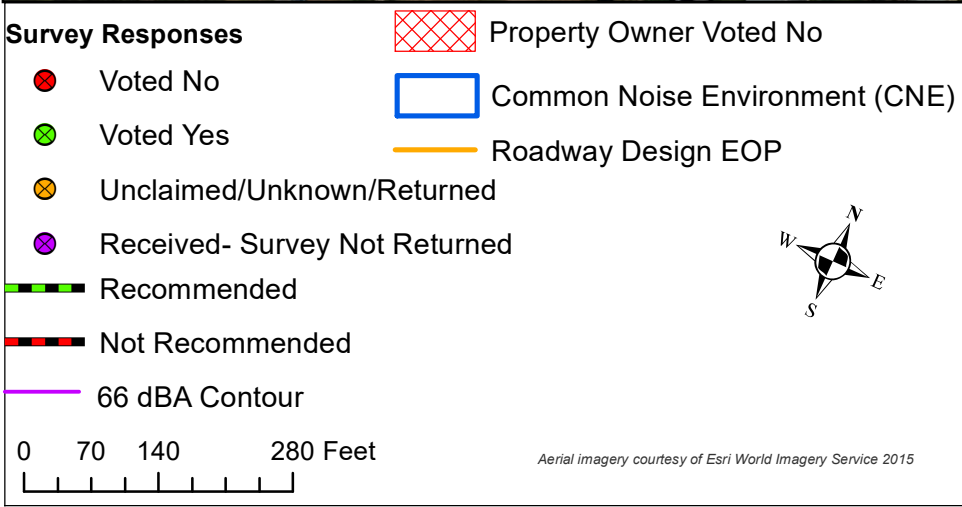 Survey Responses
Voted No
Voted Yes
Unclaimed/Unknown/Returned
Received- Survey Not Returned
Recommended
Not Recommended
66 dBA Contour
Property Owner Voted No
Common Noise Environment (CNE)
Roadway Design EOP
N
W
E
S
0 70 140 280 Feet
Aerial imagery courtesy of Esri World Imagery Service 2015